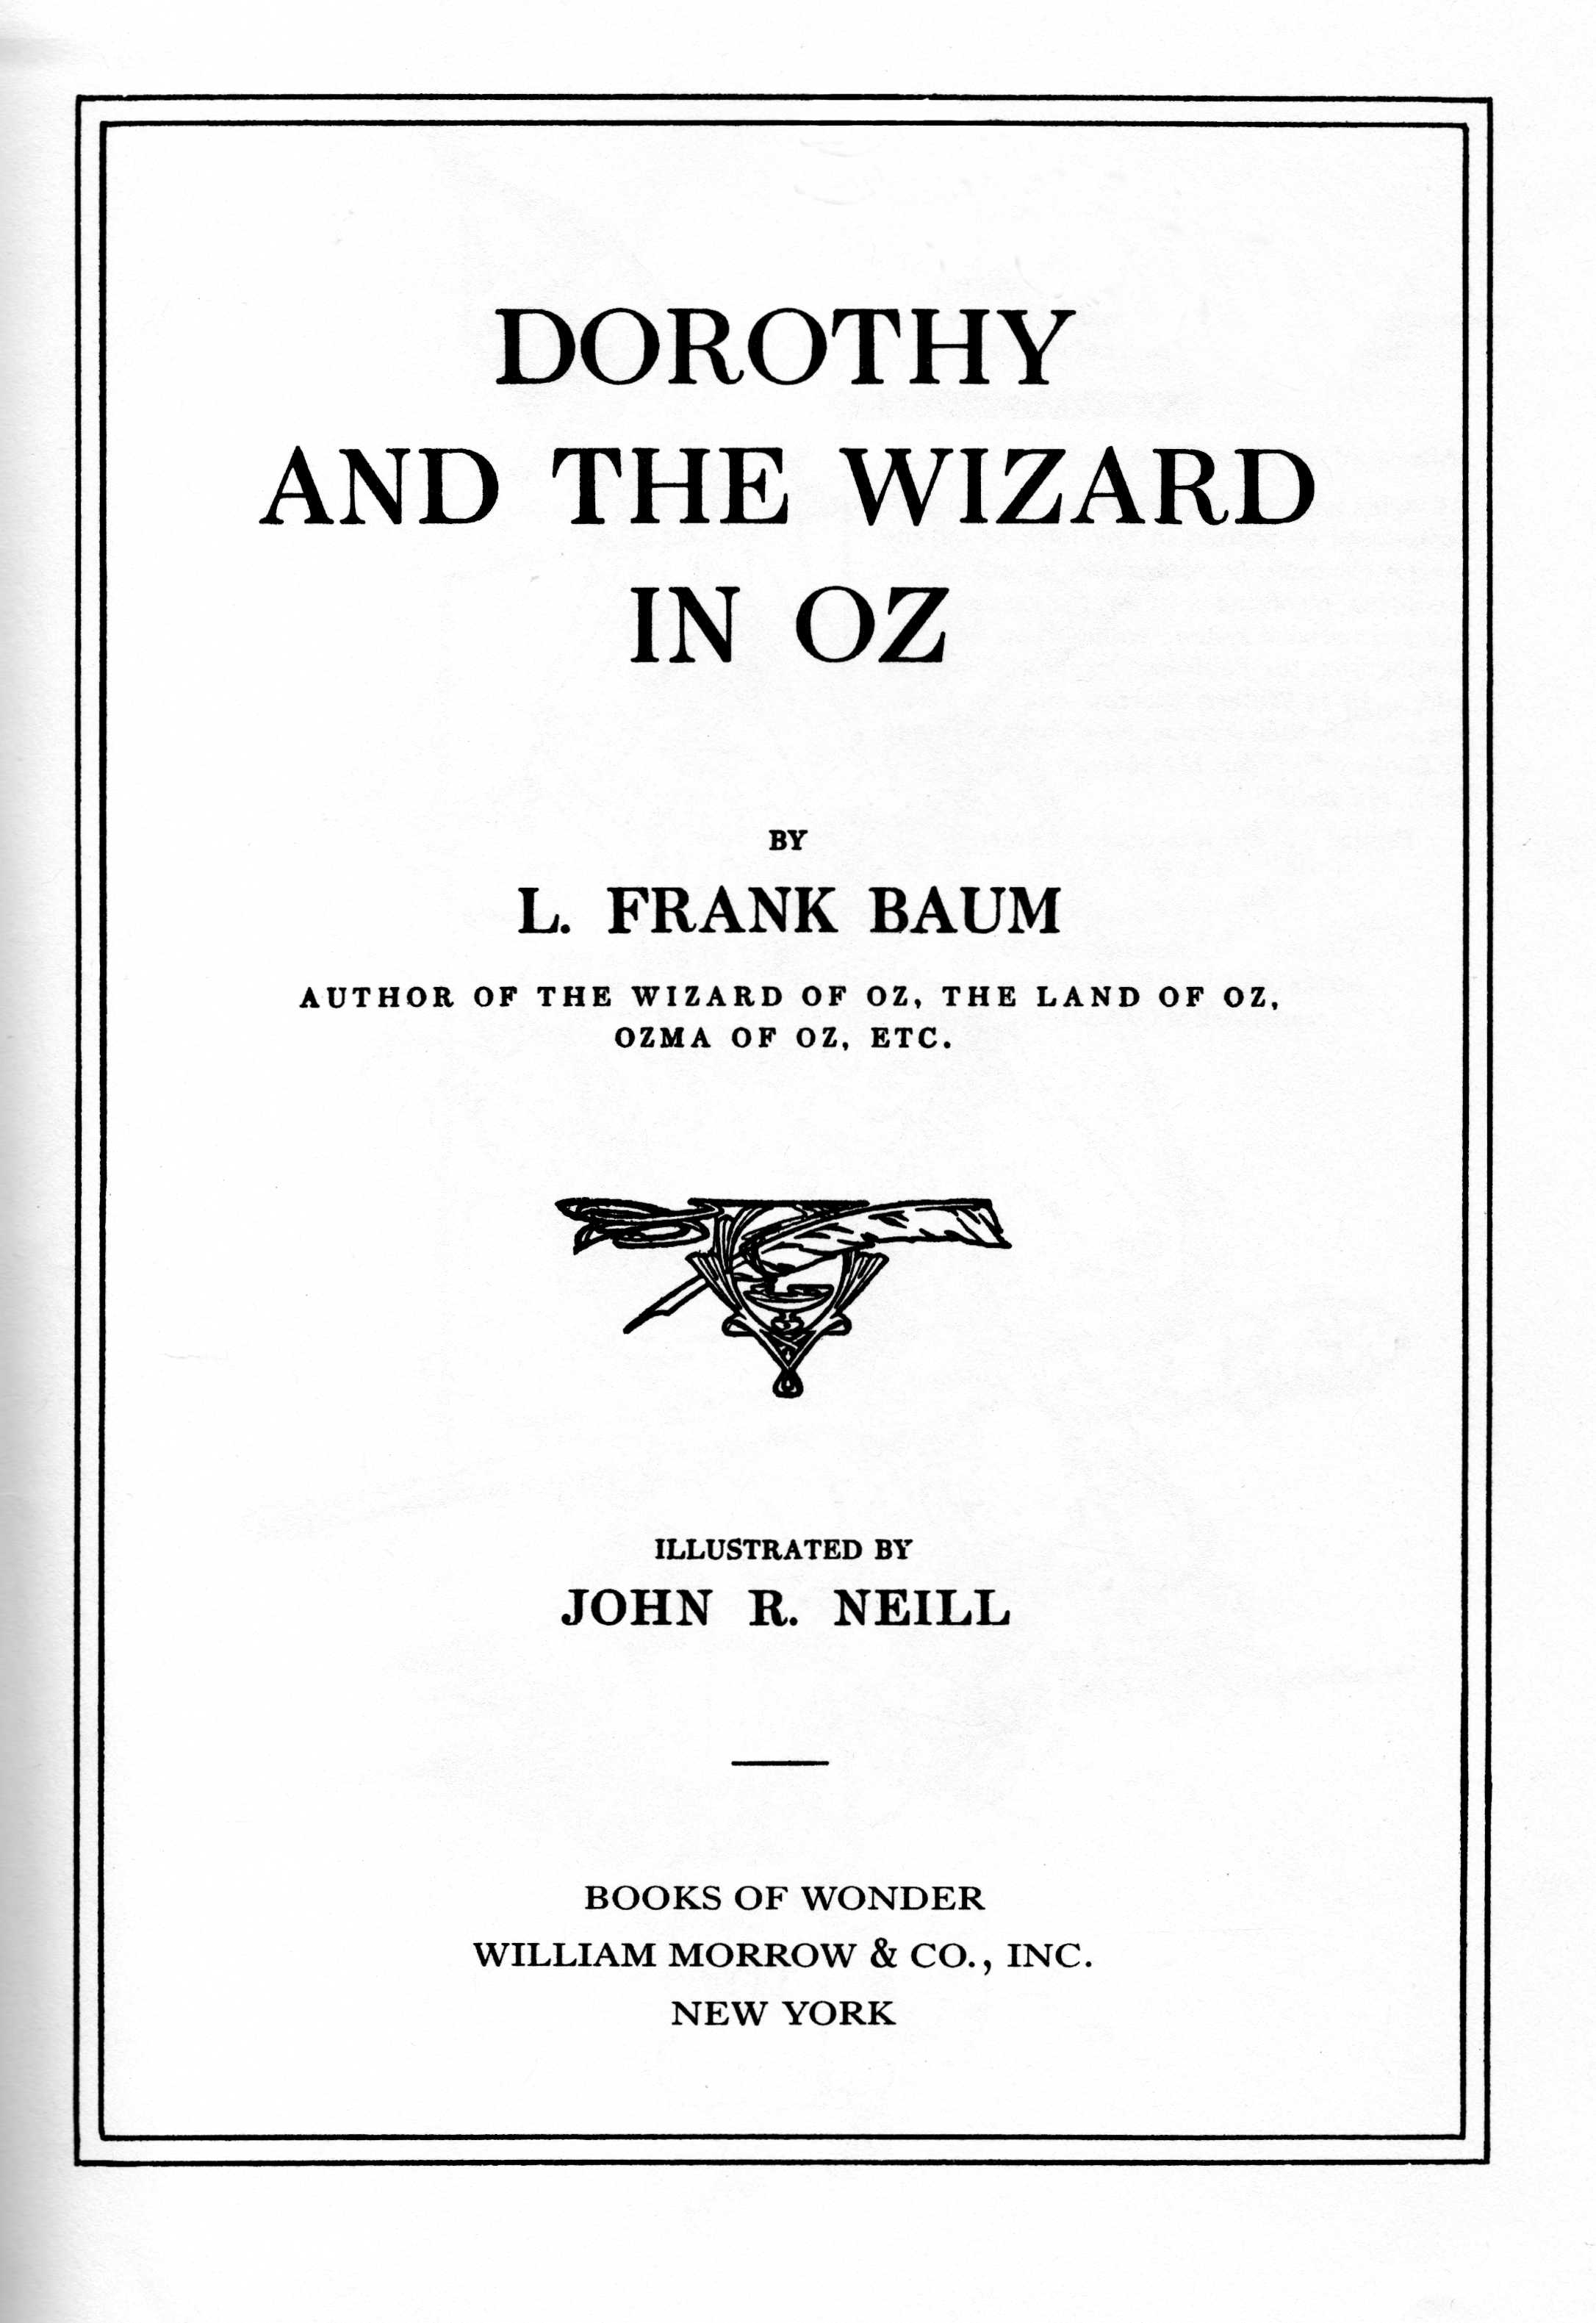 DOROTHY
AND THE WIZARD
IN OZ
BY
L. FRANK BAUM
AUTHOR OF THE WIZARD OF OZ, THE LAND OF OZ,
OZMA OF OZ, ETC.
ILLUSTRATED BY
JOHN R. NEILL
BOOKS OF WONDER
WILLIAM MORROW & CO., INC.
NEW YORK